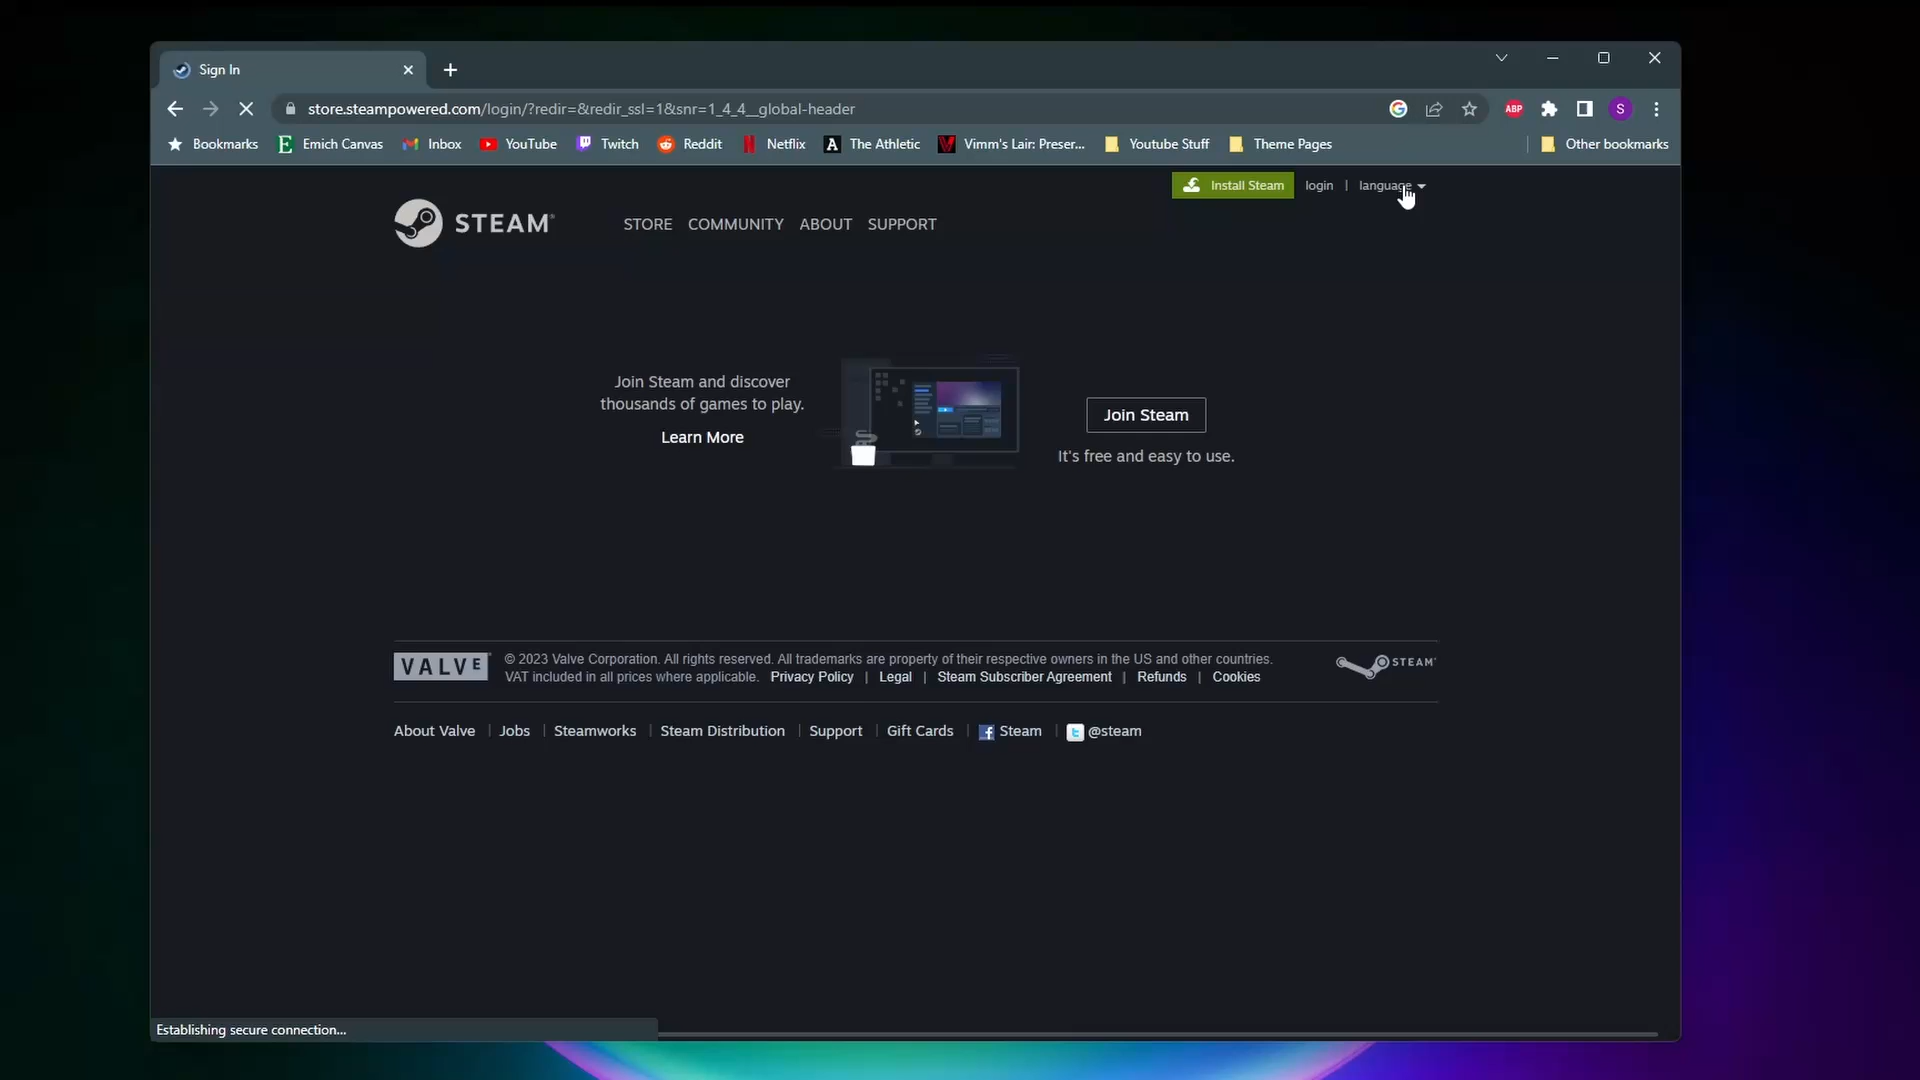 Sign In
store.steampowered.com/login/?redir=&redir_ssl=1&snr=1_4_4__global-header
ABP
S
Bookmarks
Emich Canvas
Inbox
YouTube
Twitch
Reddit
Netflix
A The Athletic
Vimm's Lair: Preser...
Youtube Stuff
Theme Pages
Other bookmarks
Install Steam
login | language
STEAM®
STORE COMMUNITY ABOUT SUPPORT
Join Steam and discover
thousands of games to play.
Learn More
Join Steam
It's free and easy to use.
VALVE®
© 2023 Valve Corporation. All rights reserved. All trademarks are property of their respective owners in the US and other countries.
VAT included in all prices where applicable. Privacy Policy | Legal | Steam Subscriber Agreement | Refunds | Cookies
STEAM®
About Valve | Jobs | Steamworks | Steam Distribution | Support | Gift Cards | Steam | @steam
Establishing secure connection...